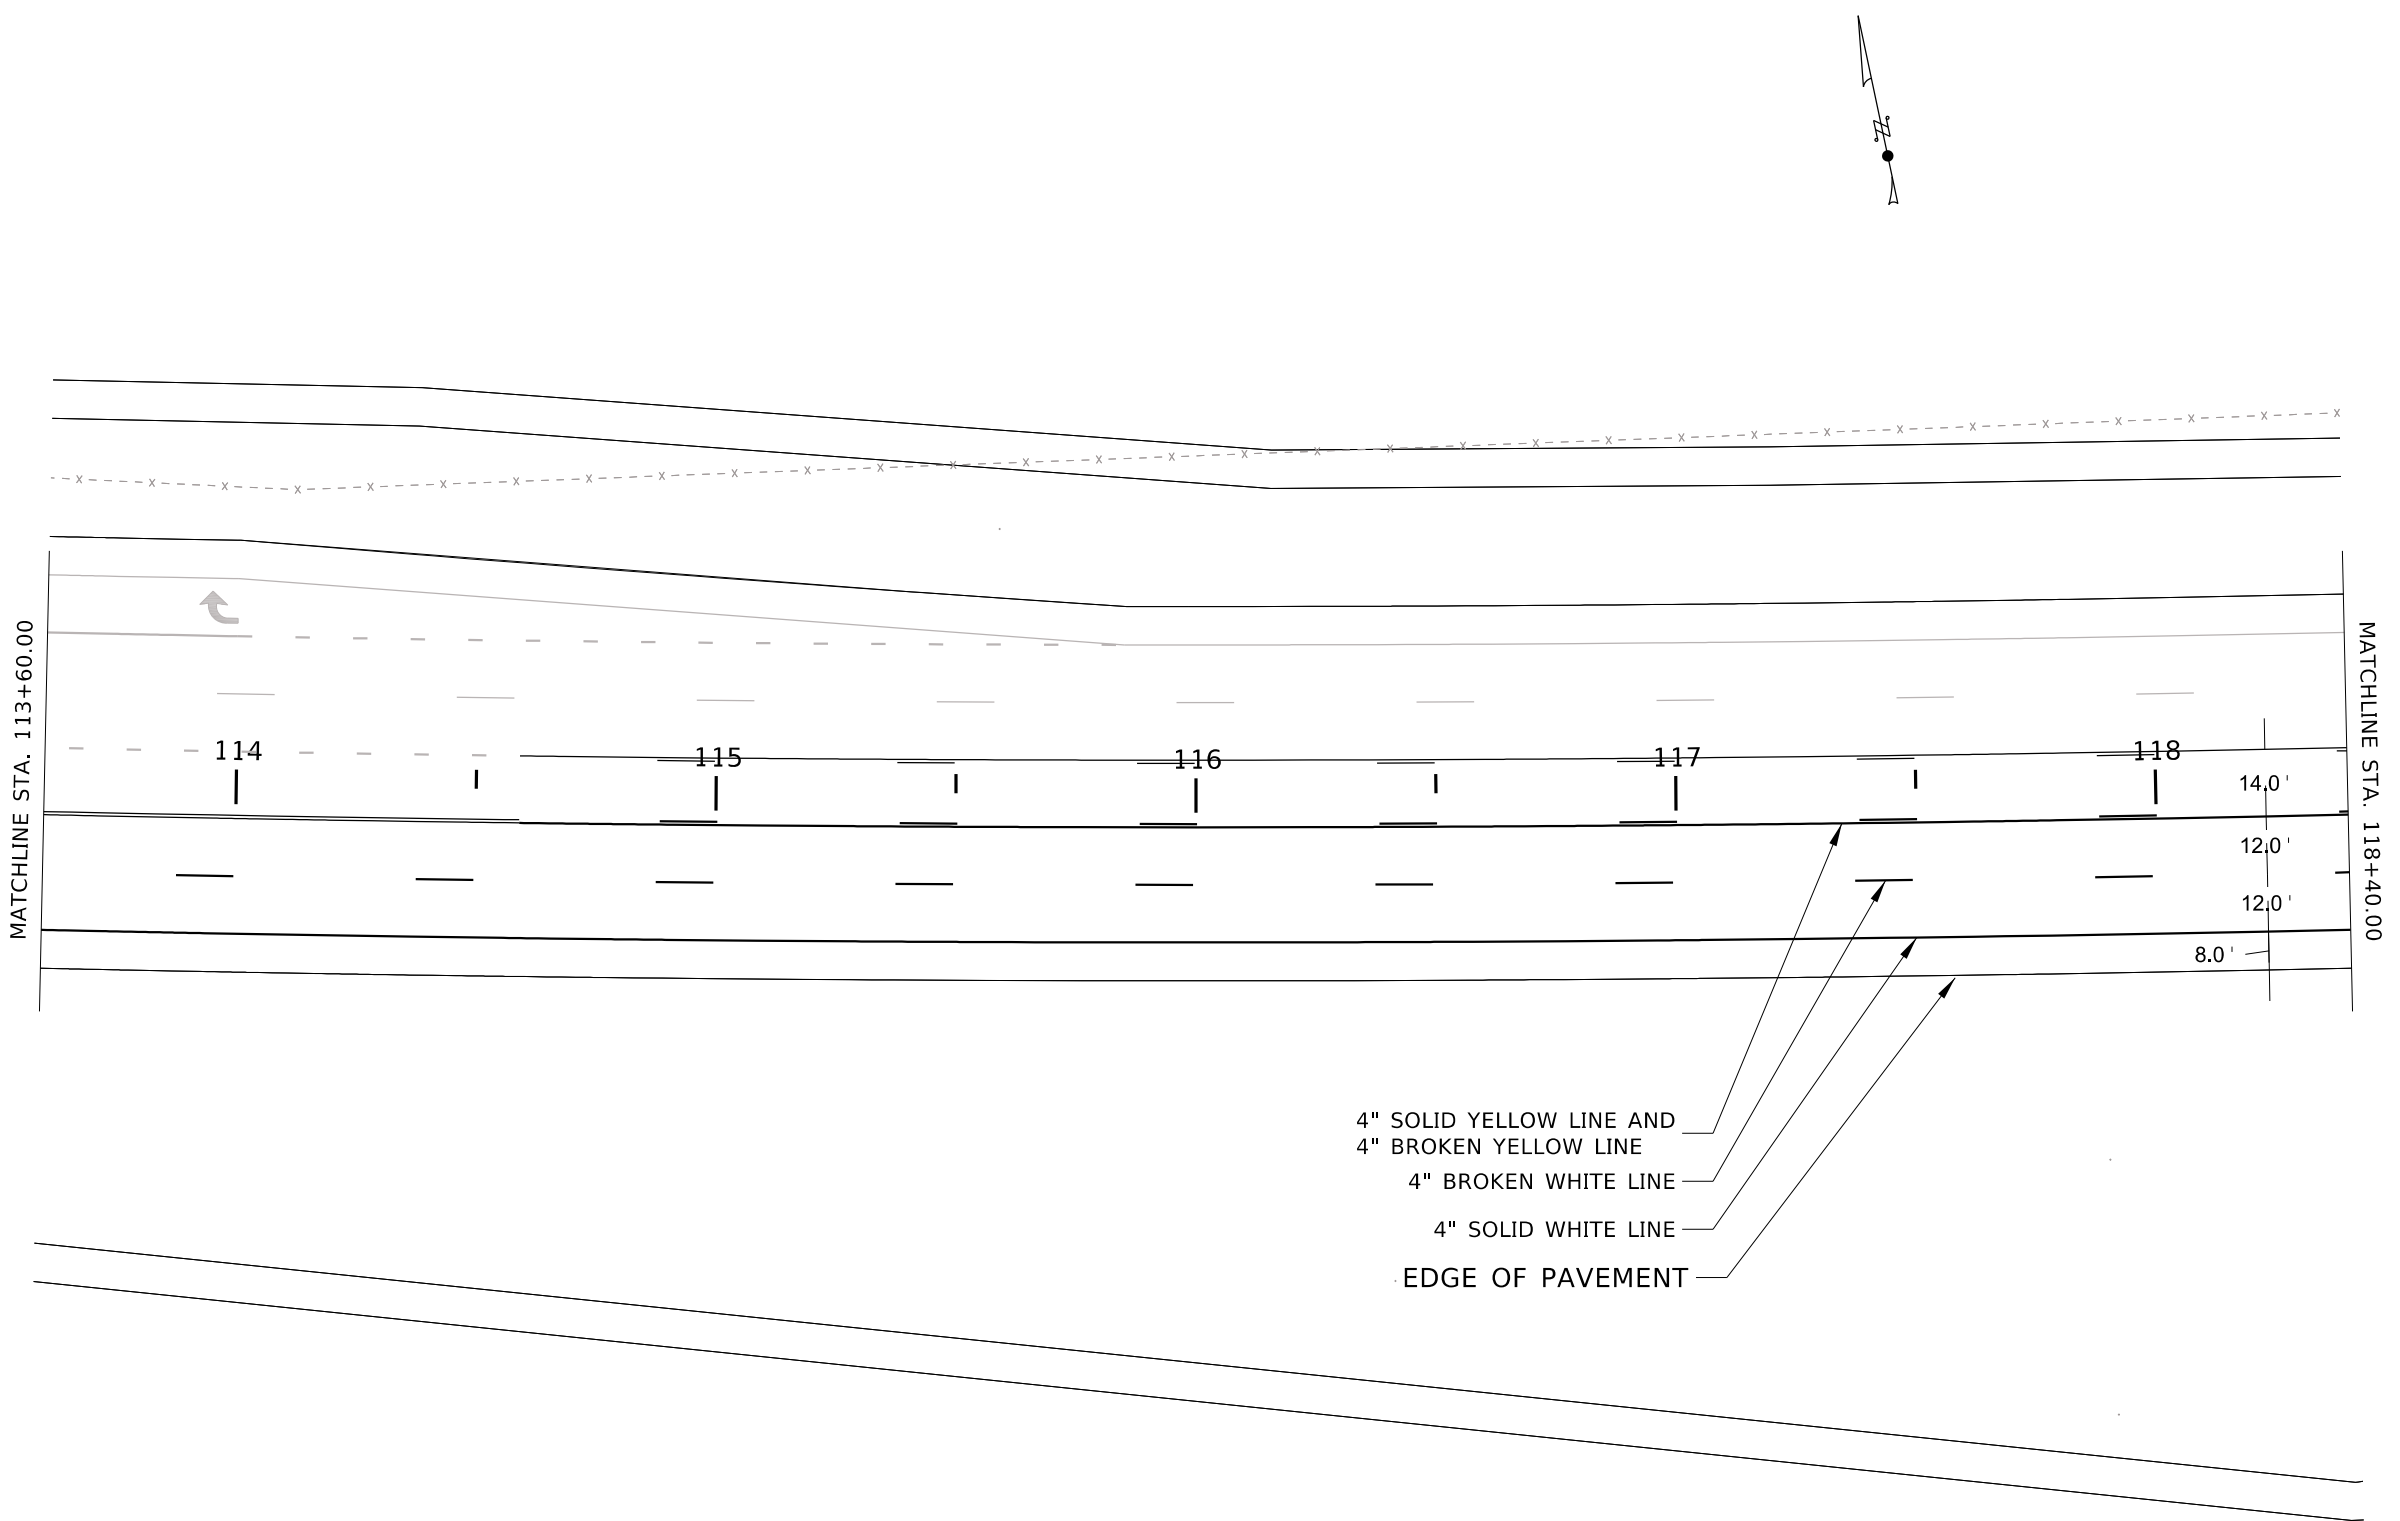 N
MATCHLINE STA. 113+60.00
MATCHLINE STA. 118+40.00
114
115
116
117
118
14.0 '
12.0 '
12.0 '
8.0 '
4" SOLID YELLOW LINE AND
4" BROKEN YELLOW LINE
4" BROKEN WHITE LINE
4" SOLID WHITE LINE
EDGE OF PAVEMENT